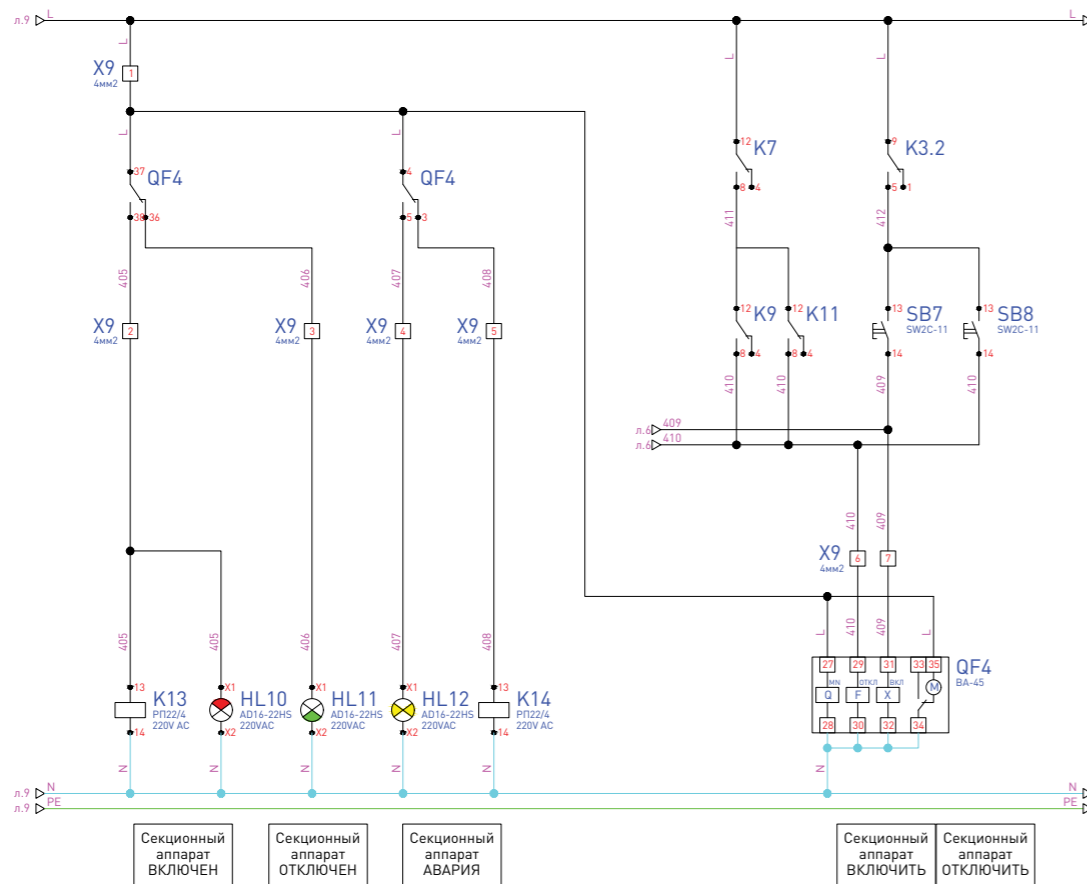 л.9 L L
L L L
X9 1
4мм2
L L
12 K7 9 K3.2
37 QF4 4 QF4
8 4 5 1
38 36 5 3
411 412
405 406 407 408
12 K9 12 K11 13 SB7 13 SB8
SW2C-11 SW2C-11
X9 2 X9 3 X9 4 X9 5
4мм2 4мм2 4мм2 4мм2
8 4 8 4 14 14
410 410 409 410
л.6 409
л.6 410
410 409
X9 6 7
4мм2
405 405 406 407 408 L 410 409 L
27 29 31 33 35 QF4
BA-45
MN ОТКЛ ВКЛ
Q F X M
28 30 32 34
13 K13 X1 HL10 X1 HL11 X1 HL12 13 K14
РП22/4 AD16-22HS AD16-22HS AD16-22HS РП22/4
220V AC 220VAC 220VAC 220VAC 220V AC
14 X2 X2 X2 14
N N N N N N
л.9 N N
л.9 PE PE
Секционный
аппарат
ВКЛЮЧЕН
Секционный
аппарат
ОТКЛЮЧЕН
Секционный
аппарат
АВАРИЯ
Секционный
аппарат
ВКЛЮЧИТЬ
Секционный
аппарат
ОТКЛЮЧИТЬ